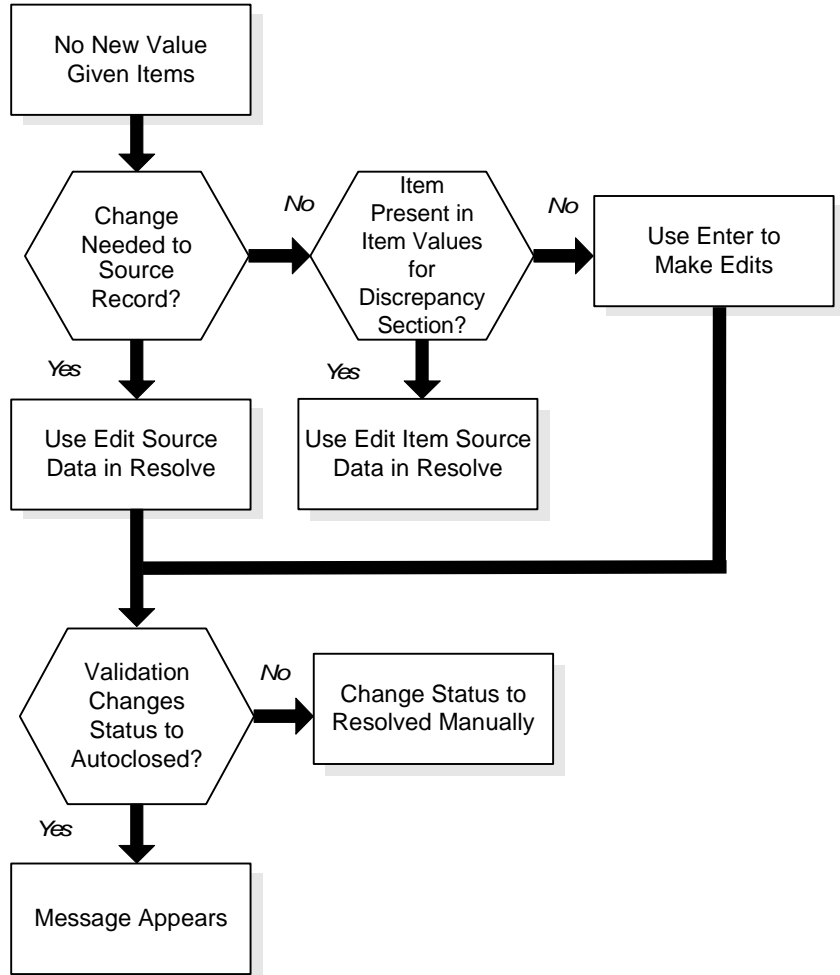 No New Value
Given Items
Change
Needed to
Source
Record?
No
Item
Present in
Item Values
for
Discrepancy
Section?
No
Use Enter to
Make Edits
Yes
Yes
Use Edit Source
Data in Resolve
Use Edit Item Source
Data in Resolve
Validation
Changes
Status to
Autoclosed?
No
Change Status to
Resolved Manually
Yes
Message Appears